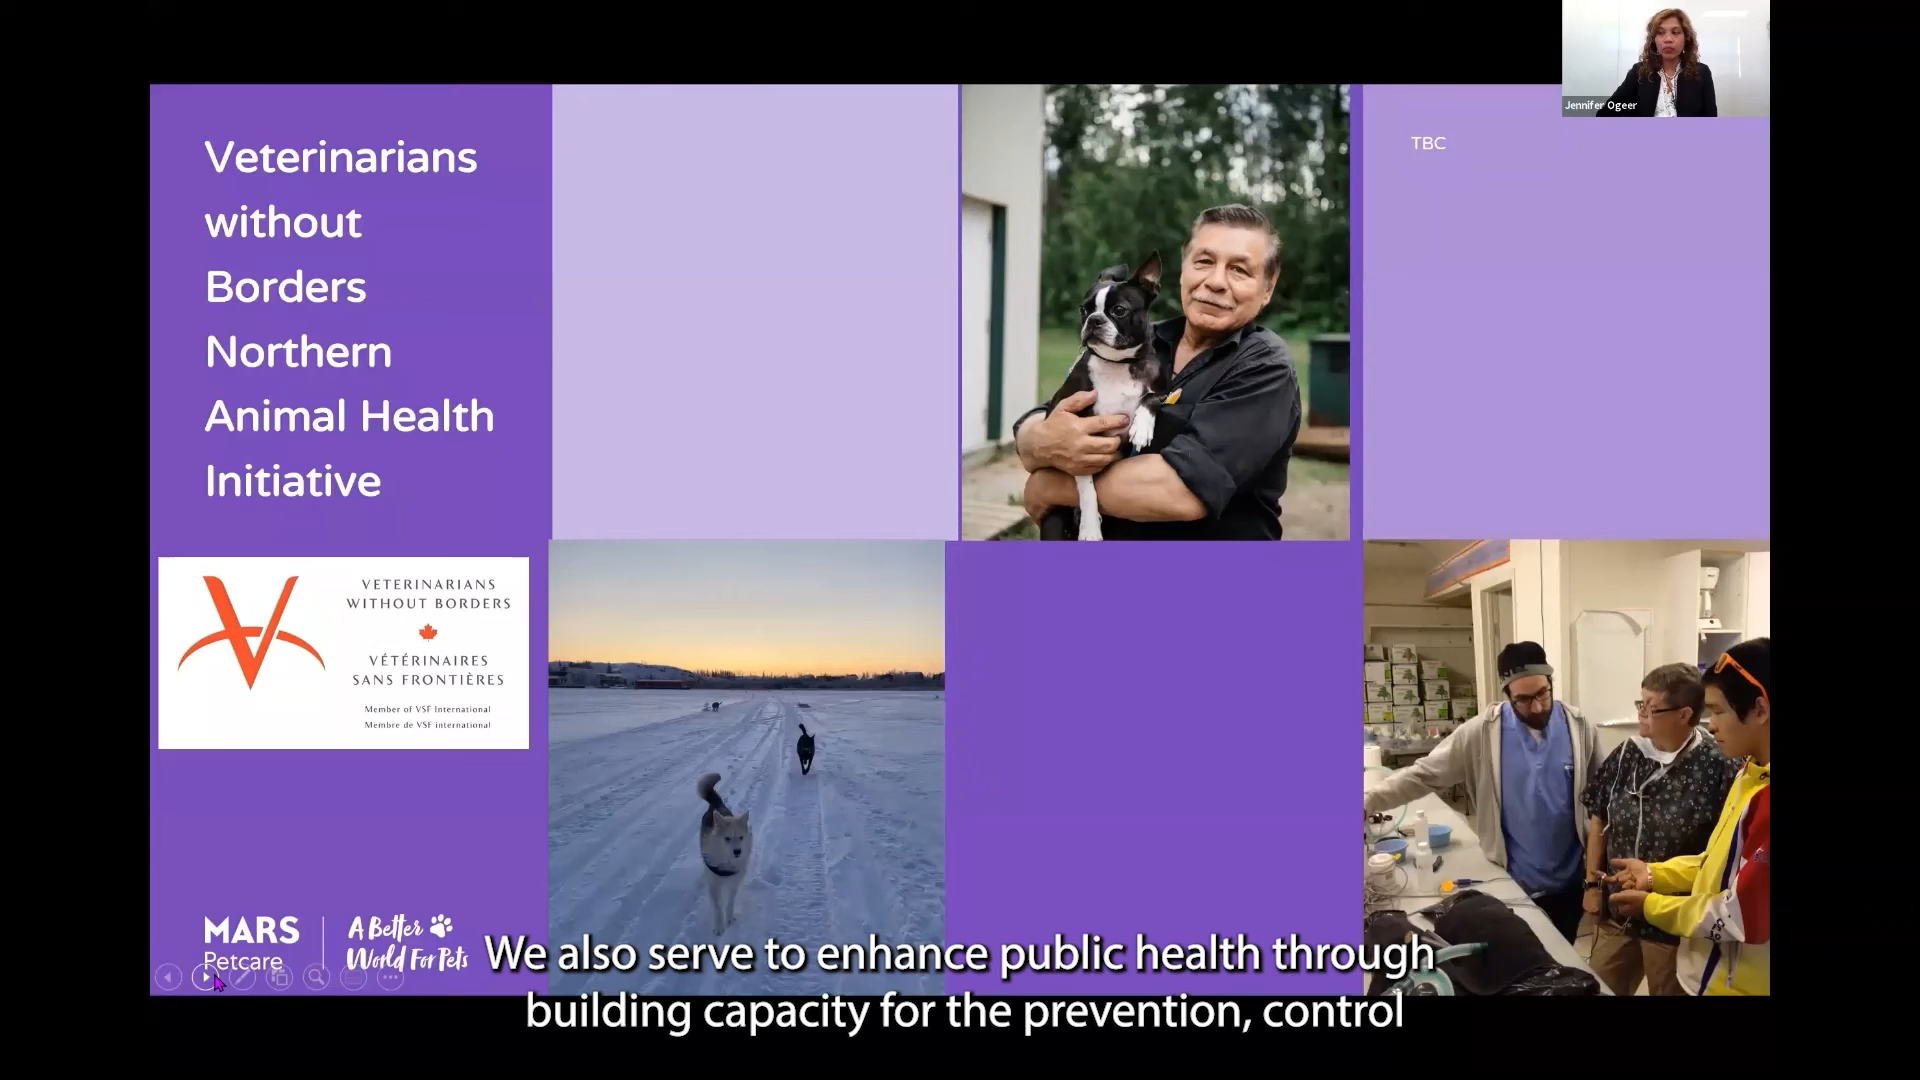 Veterinarians
without
Borders
Northern
Animal Health
Initiative
VETERINARIANS
WITHOUT BORDERS
VÉTÉRINAIRES
SANS FRONTIÈRES
Member of VSF International
Membre de VSF international
MARS
Petcare
A Better
World For Pets
TBC
Jennifer Ogeer
We also serve to enhance public health through
building capacity for the prevention, control